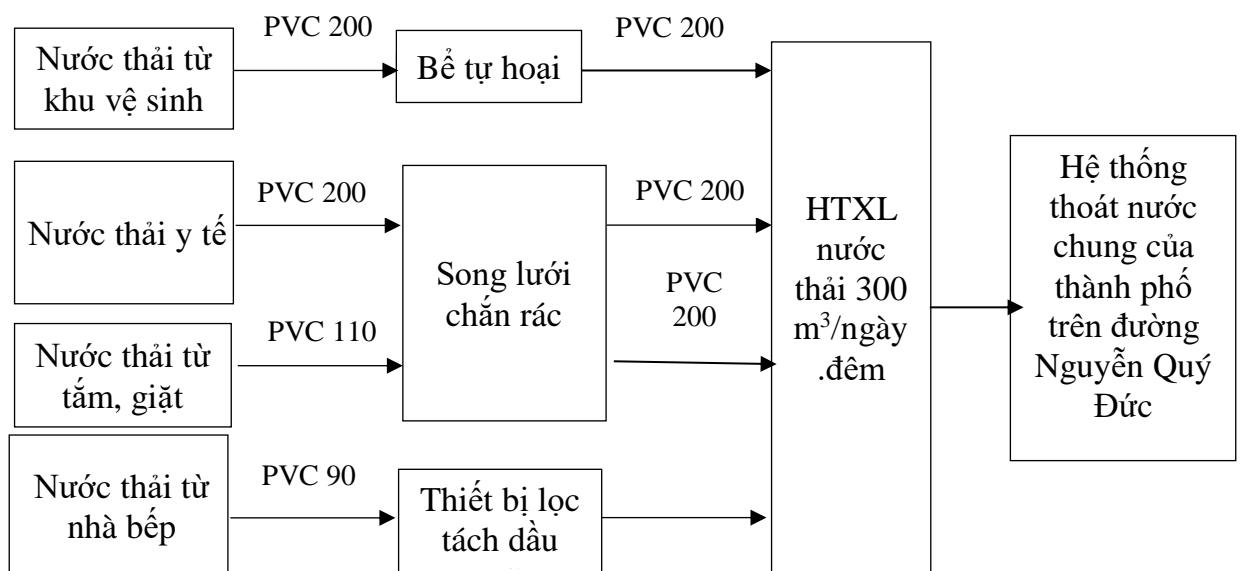 PVC 200
PVC 200
Nước thải từ
khu vệ sinh
Bể tự hoại
PVC 200
PVC 200
Nước thải y tế
Song lưới
chắn rác
PVC
200
PVC 110
Nước thải từ
tắm, giặt
PVC 90
Nước thải từ
nhà bếp
Thiết bị lọc
tách dầu
HTXL
nước
thải 300
m³/ngày
.đêm
Hệ thống
thoát nước
chung của
thành phố
trên đường
Nguyễn Quý
Đức